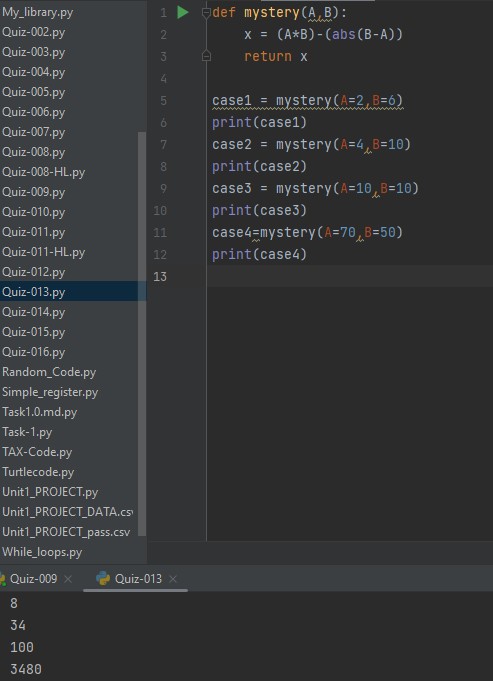 My_library.py
Quiz-002.py
Quiz-003.py
Quiz-004.py
Quiz-005.py
Quiz-006.py
Quiz-007.py
Quiz-008.py
Quiz-008-HL.py
Quiz-009.py
Quiz-010.py
Quiz-011.py
Quiz-011-HL.py
Quiz-012.py
Quiz-013.py
Quiz-014.py
Quiz-015.py
Quiz-016.py
Random_Code.py
Simple_register.py
Task1.0.md.py
Task-1.py
TAX-Code.py
Turtlecode.py
Unit1_PROJECT.py
Unit1_PROJECT_DATA.csv
Unit1_PROJECT_pass.csv
While_loops.py
1 def mystery(A,B):
2     x = (A*B)-(abs(B-A))
3     return x
4
5 case1 = mystery(A=2,B=6)
6 print(case1)
7 case2 = mystery(A=4,B=10)
8 print(case2)
9 case3 = mystery(A=10,B=10)
10 print(case3)
11 case4=mystery(A=70,B=50)
12 print(case4)
13
Quiz-009 × Quiz-013 ×
8
34
100
3480